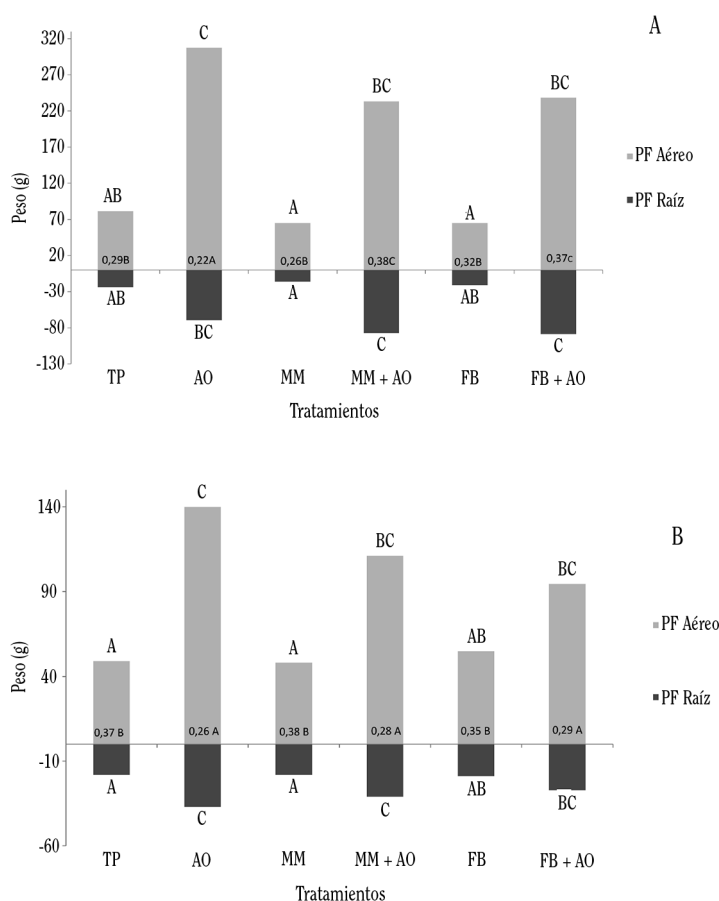 A
Peso (g)
320
270
220
170
120
70
20
-30
-80
-130
AB C A BC A BC
0,29B 0,22A 0,26B 0,38C 0,32B 0,37C
AB BC A C AB C
TP AO MM MM + AO FB FB + AO
Tratamientos
PF Aéreo
PF Raíz
B
Peso (g)
140
90
40
-10
-60
A C A BC AB BC
0,37 B 0,26 A 0,38 B 0,28 A 0,35 B 0,29 A
A C A C AB BC
TP AO MM MM + AO FB FB + AO
Tratamientos
PF Aéreo
PF Raíz